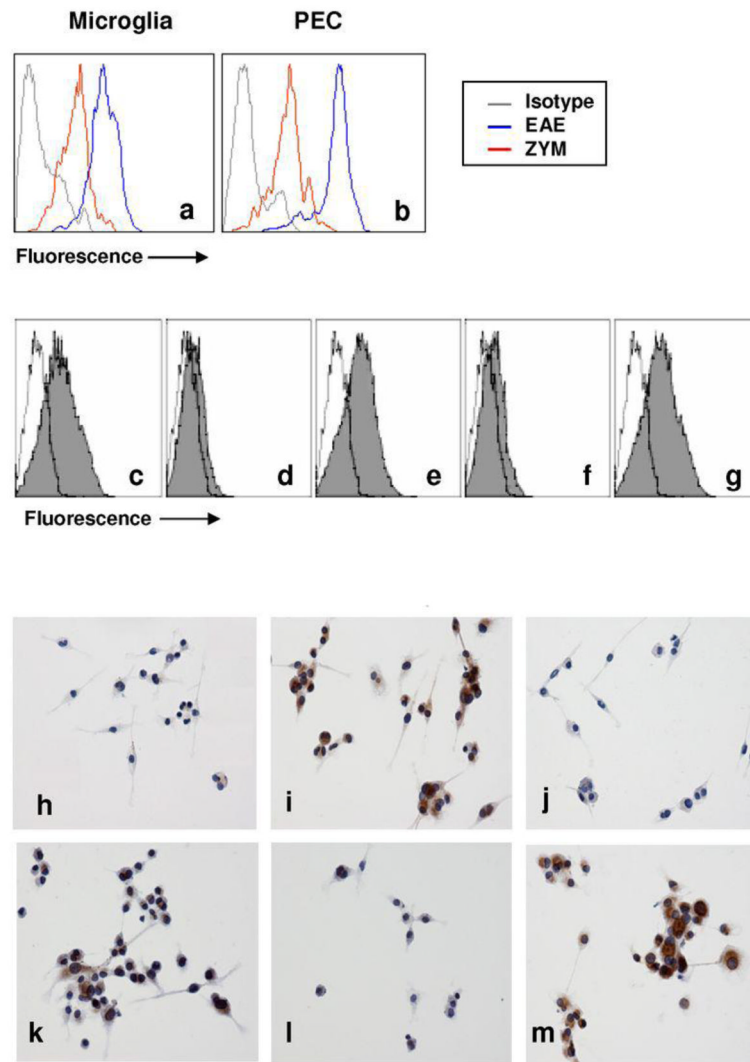 Microglia
PEC
Isotype
EAE
ZYM
a
b
Fluorescence
c
d
e
f
g
Fluorescence
h
i
j
k
l
m